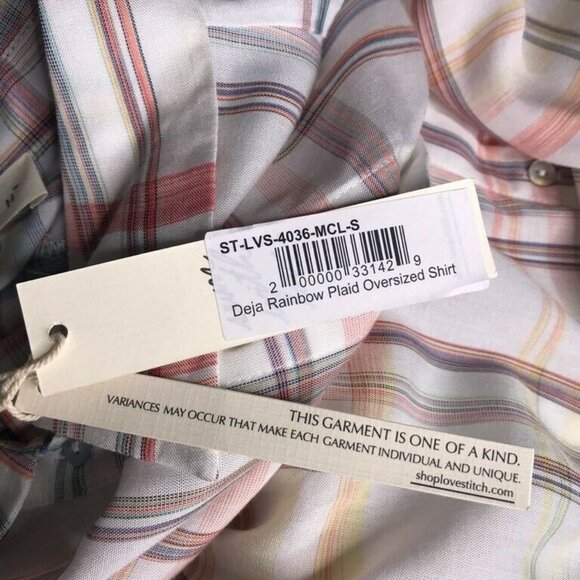 ST-LVS-4036-MCL-S
2 00000 33142 9
Deja Rainbow Plaid Oversized Shirt
THIS GARMENT IS ONE OF A KIND.
VARIANCES MAY OCCUR THAT MAKE EACH GARMENT INDIVIDUAL AND UNIQUE.
shoplovestitch.com